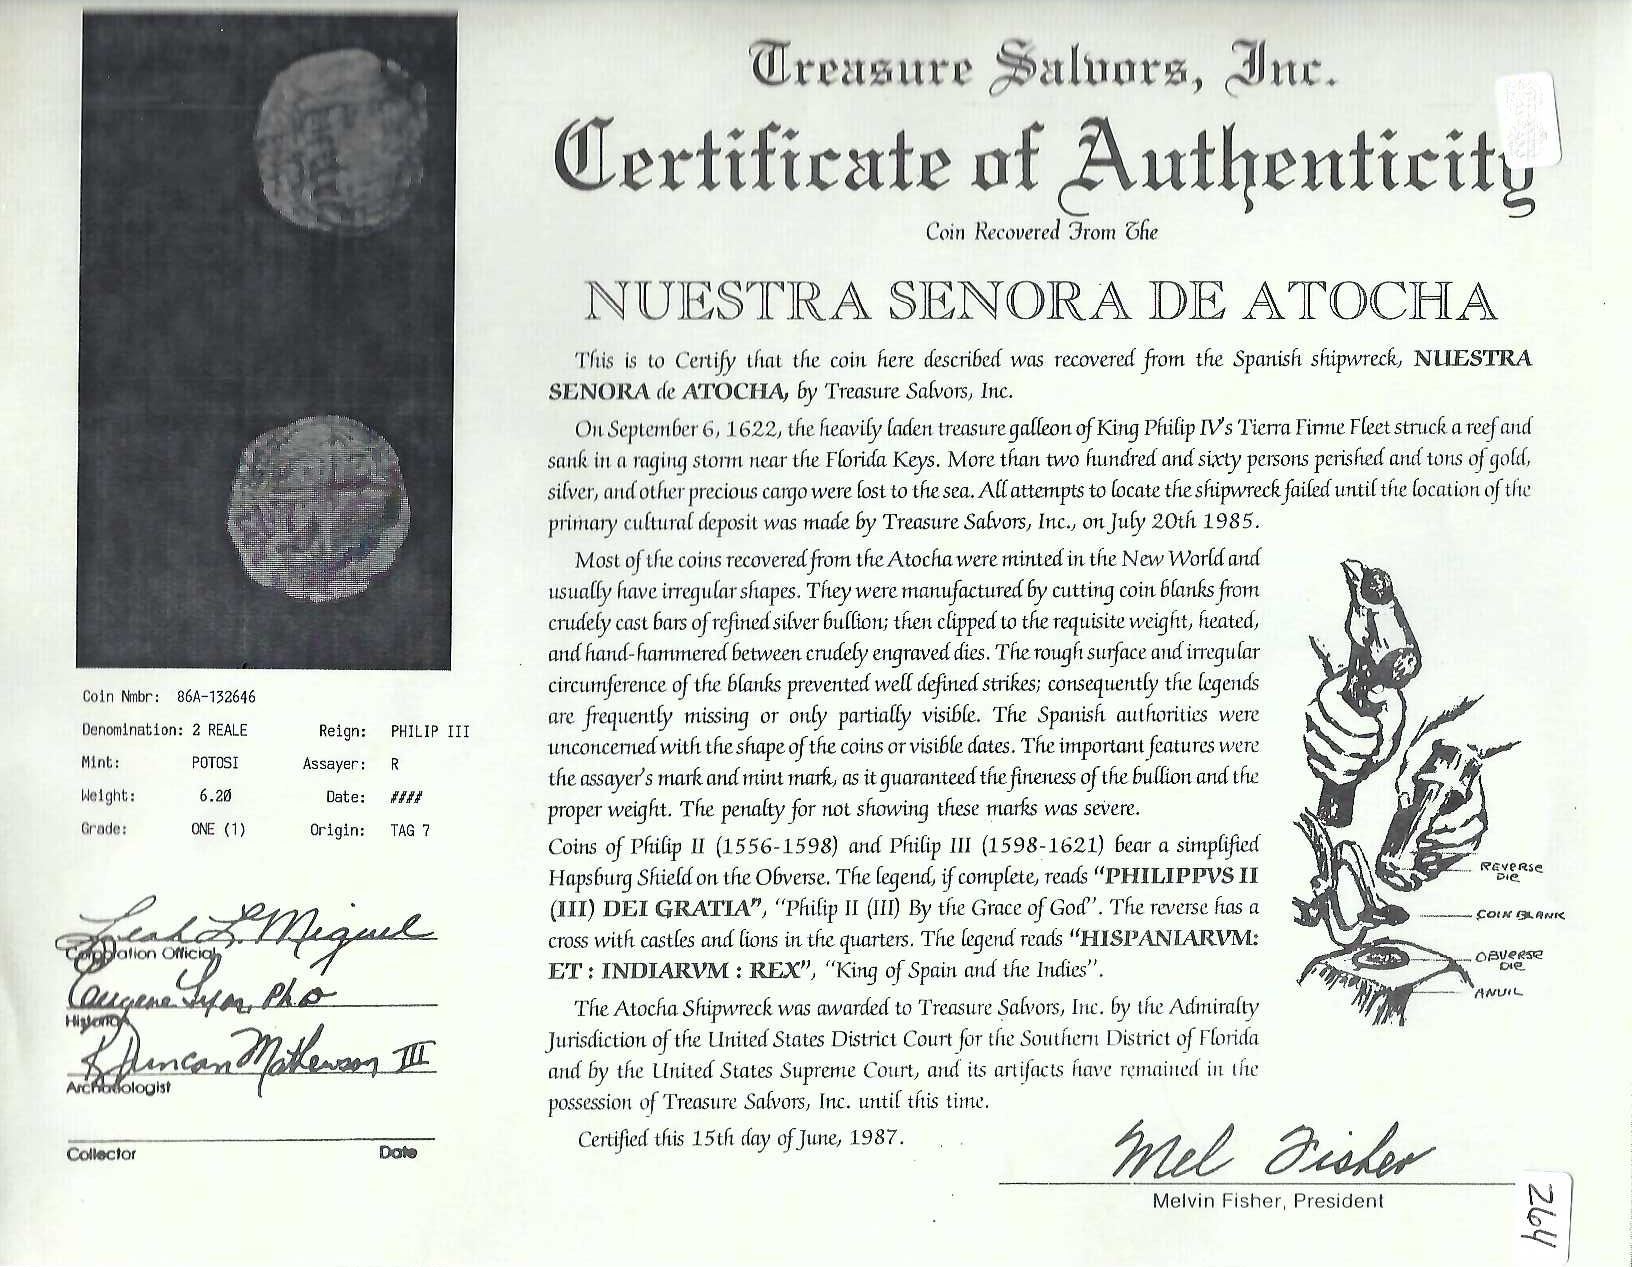 Treasure Salvors, Inc.
Certificate of Authenticity
Coin Recovered From The
NUESTRA SENORA DE ATOCHA
This is to Certify that the coin here described was recovered from the Spanish shipwreck, NUESTRA
SENORA de ATOCHA, by Treasure Salvors, Inc.
On September 6, 1622, the heavily laden treasure galleon of King Philip IV's Tierra Firme Fleet struck a reef and
sank in a raging storm near the Florida Keys. More than two hundred and sixty persons perished and tons of gold,
silver, and other precious cargo were lost to the sea. All attempts to locate the shipwreck failed until the location of the
primary cultural deposit was made by Treasure Salvors, Inc., on July 20th 1985.
Most of the coins recovered from the Atocha were minted in the New World and
usually have irregular shapes. They were manufactured by cutting coin blanks from
crudely cast bars of refined silver bullion; then clipped to the requisite weight, heated,
and hand-hammered between crudely engraved dies. The rough surface and irregular
circumference of the blanks prevented well defined strikes; consequently the legends
are frequently missing or only partially visible. The Spanish authorities were
unconcerned with the shape of the coins or visible dates. The important features were
the assayer's mark and mint mark, as it guaranteed the fineness of the bullion and the
proper weight. The penalty for not showing these marks was severe.
Coins of Philip II (1556-1598) and Philip III (1598-1621) bear a simplified
Hapsburg Shield on the Obverse. The legend, if complete, reads "PHILIPPVS II
(III) DEI GRATIA", "Philip II (III) By the Grace of God". The reverse has a
cross with castles and lions in the quarters. The legend reads "HISPANIARVM:
ET : INDIARVM : REX", "King of Spain and the Indies".
The Atocha Shipwreck was awarded to Treasure Salvors, Inc. by the Admiralty
Jurisdiction of the United States District Court for the Southern District of Florida
and by the United States Supreme Court, and its artifacts have remained in the
possession of Treasure Salvors, Inc. until this time.
Certified this 15th day of June, 1987.
Mel Fisher
Melvin Fisher, President
REVERSE
DIE
COIN BLANK
OBVERSE
DIE
ANVIL
Coin Nmbr: 86A-132646
Denomination: 2 REALE Reign: PHILIP III
Mint: POTOSI Assayer: R
Weight: 6.20 Date: ####
Grade: ONE (1) Origin: TAG 7
Leah L. Miguel
Corporation Official
Eugene Lyon, Ph.D
Historian
R. Duncan Mathewson III
Archaeologist
Collector Date
264